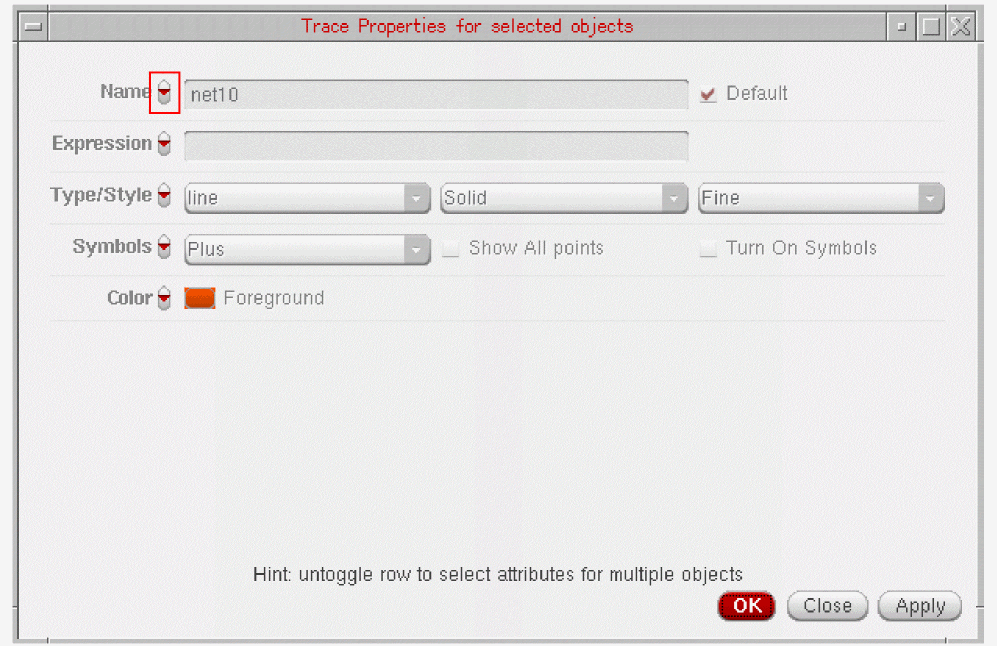 Trace Properties for selected objects
Name net10 Default
Expression
Type/Style line Solid Fine
Symbols Plus Show All points Turn On Symbols
Color Foreground
Hint: untoggle row to select attributes for multiple objects
OK Close Apply